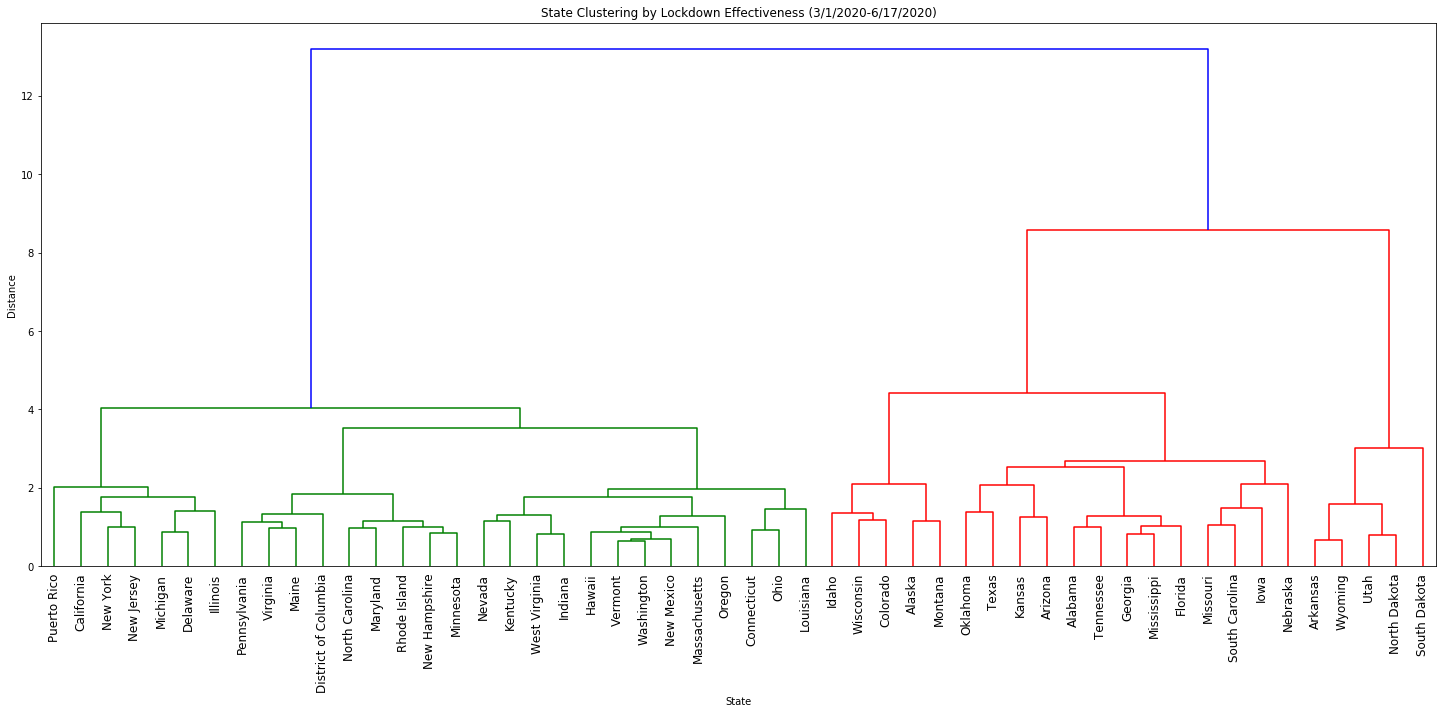 State Clustering by Lockdown Effectiveness (3/1/2020-6/17/2020)
12
10
8
6
4
2
0
Distance
Puerto Rico
California
New York
New Jersey
Michigan
Delaware
Illinois
Pennsylvania
Virginia
Maine
District of Columbia
North Carolina
Maryland
Rhode Island
New Hampshire
Minnesota
Nevada
Kentucky
West Virginia
Indiana
Hawaii
Vermont
Washington
New Mexico
Massachusetts
Oregon
Connecticut
Ohio
Louisiana
Idaho
Wisconsin
Colorado
Alaska
Montana
Oklahoma
Texas
Kansas
Arizona
Alabama
Tennessee
Georgia
Mississippi
Florida
Missouri
South Carolina
Iowa
Nebraska
Arkansas
Wyoming
Utah
North Dakota
South Dakota
State